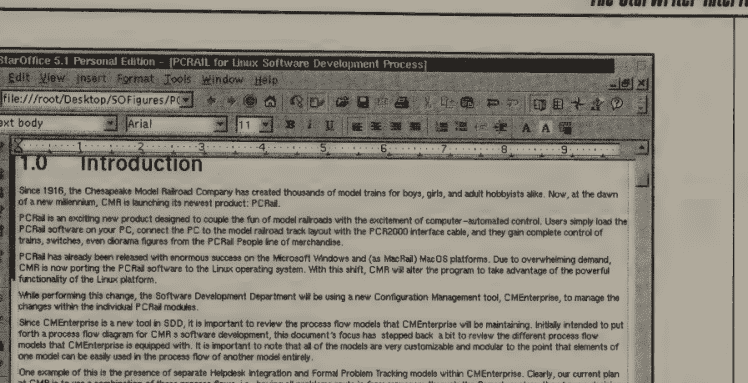 The StarWriter
StarOffice 5.1 Personal Edition - [PCRAIL for Linux Software Development Process]
Edit View Insert Format Tools Window Help
file:///root/Desktop/SOFigures/PC
ext body Arial 11 B i U A A
1 2 3 4 5 6 7 8 9
1.0 Introduction
Since 1916, the Chesapeake Model Railroad Company has created thousands of model trains for boys, girls, and adult hobbyists alike. Now, at the dawn
of a new millennium, CMR is launching its newest product: PCRail.
PCRail is an exciting new product designed to couple the fun of model railroads with the excitement of computer-automated control. Users simply load the
PCRail software on your PC, connect the PC to the model railroad track layout with the PCR2000 interface cable, and they gain complete control of
trains, switches, even diorama figures from the PCRail People line of merchandise.
PCRail has already been released with enormous success on the Microsoft Windows and (as MacRail) MacOS platforms. Due to overwhelming demand,
CMR is now porting the PCRail software to the Linux operating system. With this shift, CMR will alter the program to take advantage of the powerful
functionality of the Linux platform.
While performing this change, the Software Development Department will be using a new Configuration Management tool, CMEnterprise, to manage the
changes within the individual PCRail modules.
Since CMEnterprise is a new tool in SDD, it is important to review the process flow models that CMEnterprise will be maintaining. Initially intended to put
forth a process flow diagram for CMR s software development, this document's focus has stepped back a bit to review the different process flow
models that CMEnterprise is equipped with. It is important to note that all of the models are very customizable and modular to the point that elements of
one model can be easily used in the process flow of another model entirely.
One example of this is the presence of separate Helpdesk Integration and Formal Problem Tracking models within CMEnterprise. Clearly, our current plan